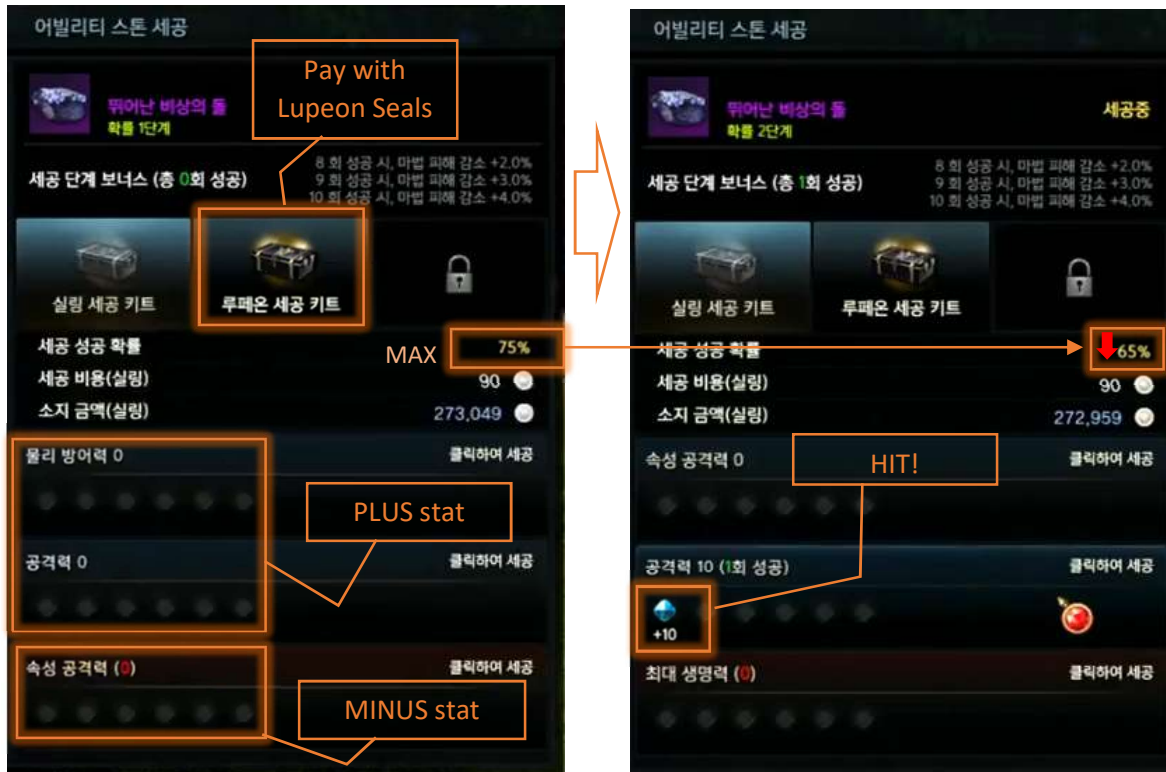 어빌리티 스톤 세공
Pay with
Lupeon Seals
뛰어난 비상의 돌
확률 1단계
세공 단계 보너스 (총 0회 성공)
8 회 성공 시, 마법 피해 감소 +2.0%
9 회 성공 시, 마법 피해 감소 +3.0%
10 회 성공 시, 마법 피해 감소 +4.0%
실링 세공 키트
루페온 세공 키트
세공 성공 확률
MAX
75%
세공 비용(실링)
90
소지 금액(실링)
273,049
물리 방어력 0
클릭하여 세공
PLUS stat
공격력 0
클릭하여 세공
속성 공격력 (0)
클릭하여 세공
MINUS stat
어빌리티 스톤 세공
뛰어난 비상의 돌
확률 2단계
세공중
세공 단계 보너스 (총 1회 성공)
8 회 성공 시, 마법 피해 감소 +2.0%
9 회 성공 시, 마법 피해 감소 +3.0%
10 회 성공 시, 마법 피해 감소 +4.0%
실링 세공 키트
루페온 세공 키트
세공 성공 확률
65%
세공 비용(실링)
90
소지 금액(실링)
272,959
속성 공격력 0
클릭하여 세공
HIT!
공격력 10 (1회 성공)
클릭하여 세공
+10
최대 생명력 (0)
클릭하여 세공